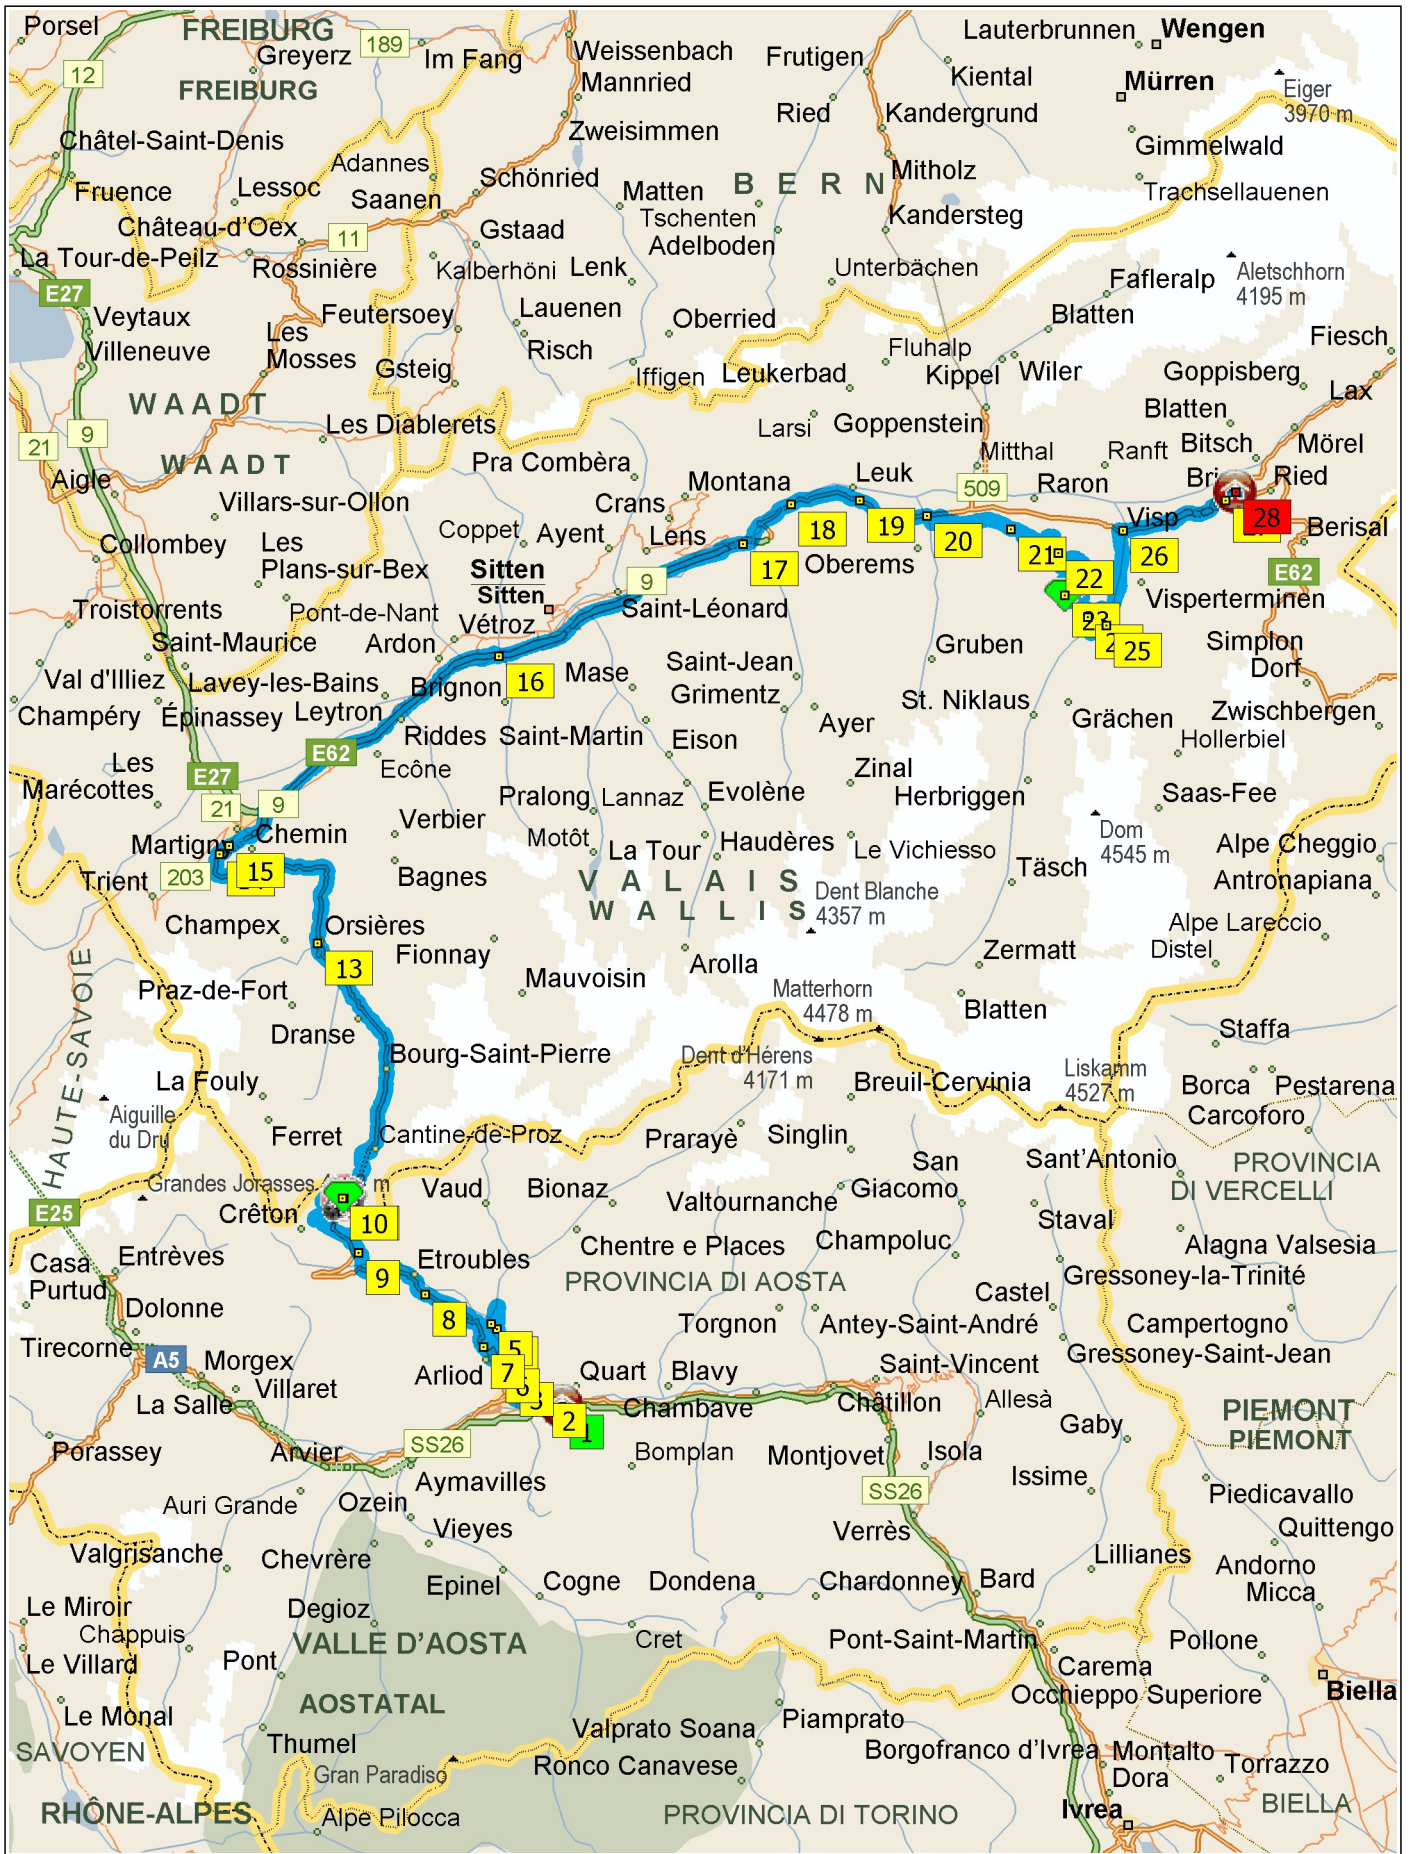 Porsel
FREIBURG
Greyerz
189
Im Fang
Weissenbach
Mannried
Frutigen
Lauterbrunnen
Wengen
12
FREIBURG
Kiental
Mürren
Eiger
3970 m
Ried
Kandergrund
Châtel-Saint-Denis
Zweisimmen
Gimmelwald
Adannes
Mitholz
Fruence
Lessoc
Saanen
Schönried
Matten
BERN
Trachsellauenen
Château-d'Oex
11
Gstaad
Tschenten
Adelboden
Kandersteg
La Tour-de-Peilz
Rossinière
Kalberhöni
Lenk
Unterbächen
Fafleralp
Aletschhorn
4195 m
E27
Veytaux
Feutersoey
Lauenen
Oberried
Blatten
Villeneuve
Les
Mosses
Risch
Fluhalp
Fiesch
Gsteig
Iffigen
Leukerbad
Kippel
Wiler
Goppisberg
Lax
WAADT
Larsi
Goppenstein
Blatten
21
9
Les Diablerets
Mitthal
Ranft
Bitsch
Mörel
WAADT
Pra Combèra
Aigle
Villars-sur-Ollon
Crans
Montana
Leuk
509
Raron
Ried
Coppet
Ayent
Lens
18
19
20
Visp
28
Berisal
Collombey
Les
Plans-sur-Bex
Sitten
Sitten
9
17
Oberems
21
22
26
E62
Troistorrents
Pont-de-Nant
Vétroz
Saint-Léonard
Visperterminen
Saint-Maurice
Ardon
Gruben
25
Simplon
Dorf
Val d'Illiez
Lavey-les-Bains
Brignon
16
Mase
Saint-Jean
Grimentz
St. Niklaus
Champéry
Épinassey
Leytron
Ayer
Grächen
Zwischbergen
Riddes
Saint-Martin
Eison
Hollerbiel
Les
Marécottes
E27
E62
Ecône
Zinal
Herbriggen
Saas-Fee
21
9
Pralong
Lannaz
Evolène
Martigny
Chemin
Verbier
Motôt
La Tour
Haudères
Le Vichiesso
Dom
4545 m
Alpe Cheggio
Trient
203
15
Bagnes
VALAIS
WALLIS
Dent Blanche
4357 m
Täsch
Antronapiana
Champex
Orsières
Fionnay
Alpe Lareccio
Distel
13
Mauvoisin
Arolla
Zermatt
Praz-de-Fort
Matterhorn
4478 m
Blatten
HAUTE-SAVOIE
Dranse
Bourg-Saint-Pierre
Dent d'Hérens
4171 m
Staffa
La Fouly
Breuil-Cervinia
Liskamm
4527 m
Borca
Pestarena
Carcoforo
Aiguille
du Dru
Ferret
Cantine-de-Proz
Prarayè
Singlin
San
Giacomo
Sant'Antonio
PROVINCIA
DI VERCELLI
Grandes Jorasses
m
Vaud
Bionaz
Valtournanche
E25
Crêton
10
Staval
Casa
Purtud
Entrèves
9
Etroubles
Chentre e Places
Champoluc
Alagna Valsesia
PROVINCIA DI AOSTA
Gressoney-la-Trinité
Dolonne
8
Castel
Tirecorne
A5
Morgex
5
Torgnon
Antey-Saint-André
Campertogno
Villaret
Arliod
7
Quart
Blavy
Saint-Vincent
Gressoney-Saint-Jean
La Salle
2
1
Chambave
Châtillon
Allesà
Gaby
PIEMONT
PIEMONT
Porassey
Arvier
SS26
Bomplan
Montjovet
Isola
Aymavilles
Issime
Auri Grande
Ozein
SS26
Piedicavallo
Vieyes
Verrès
Quittengo
Valgrisanche
Chevrère
Lillianes
Andorno
Micca
Epinel
Cogne
Dondena
Chardonney
Bard
Le Miroir
Degioz
Chappuis
VALLE D'AOSTA
Cret
Pont-Saint-Martin
Pollone
Le Villard
Pont
Carema
Occhieppo Superiore
Biella
AOSTATAL
Le Monal
Valprato Soana
Piamprato
SAVOYEN
Thumel
Gran Paradiso
Ronco Canavese
Borgofranco d'Ivrea
Montalto
Dora
Torrazzo
RHÔNE-ALPES
Alpe Pilocca
PROVINCIA DI TORINO
Ivrea
BIELLA